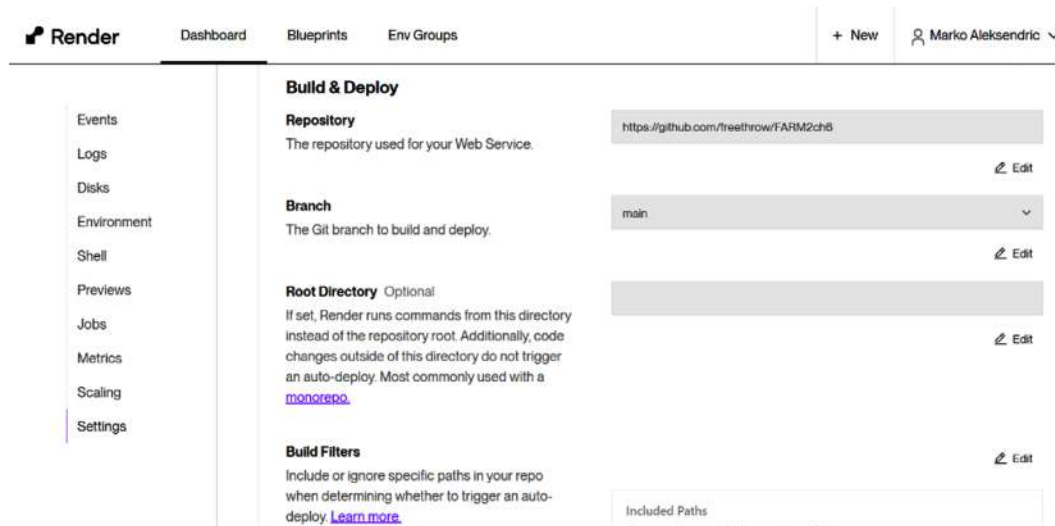 Render Dashboard Blueprints Env Groups + New Marko Aleksendric
Events
Logs
Disks
Environment
Shell
Previews
Jobs
Metrics
Scaling
Settings
Build & Deploy
Repository
The repository used for your Web Service.
https://github.com/freethrow/FARM2ch6
Edit
Branch
The Git branch to build and deploy.
main
Edit
Root Directory Optional
If set, Render runs commands from this directory
instead of the repository root. Additionally, code
changes outside of this directory do not trigger
an auto-deploy. Most commonly used with a
monorepo.
Edit
Build Filters
Include or ignore specific paths in your repo
when determining whether to trigger an auto-
deploy. Learn more.
Edit
Included Paths